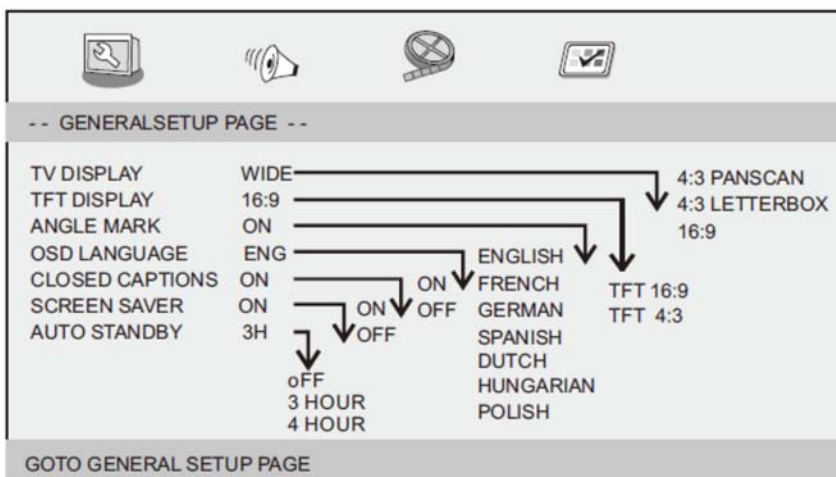 -- GENERALSETUP PAGE --
TV DISPLAY WIDE
TFT DISPLAY 16:9
ANGLE MARK ON
OSD LANGUAGE ENG
CLOSED CAPTIONS ON
SCREEN SAVER ON
AUTO STANDBY 3H
oFF
3 HOUR
4 HOUR
ON
OFF
ON
OFF
ENGLISH
FRENCH
GERMAN
SPANISH
DUTCH
HUNGARIAN
POLISH
TFT 16:9
TFT 4:3
4:3 PANSCAN
4:3 LETTERBOX
16:9
GOTO GENERAL SETUP PAGE